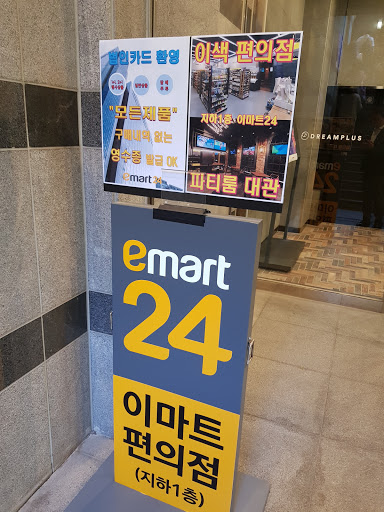 법인카드 환영
이색 편의점
"모든제품"
구매내역 없는
영수증 발급 OK
emart24
지하1층 이마트24
파티룸 대관
DREAMPLUS
emart
24
이마트
편의점
(지하1층)